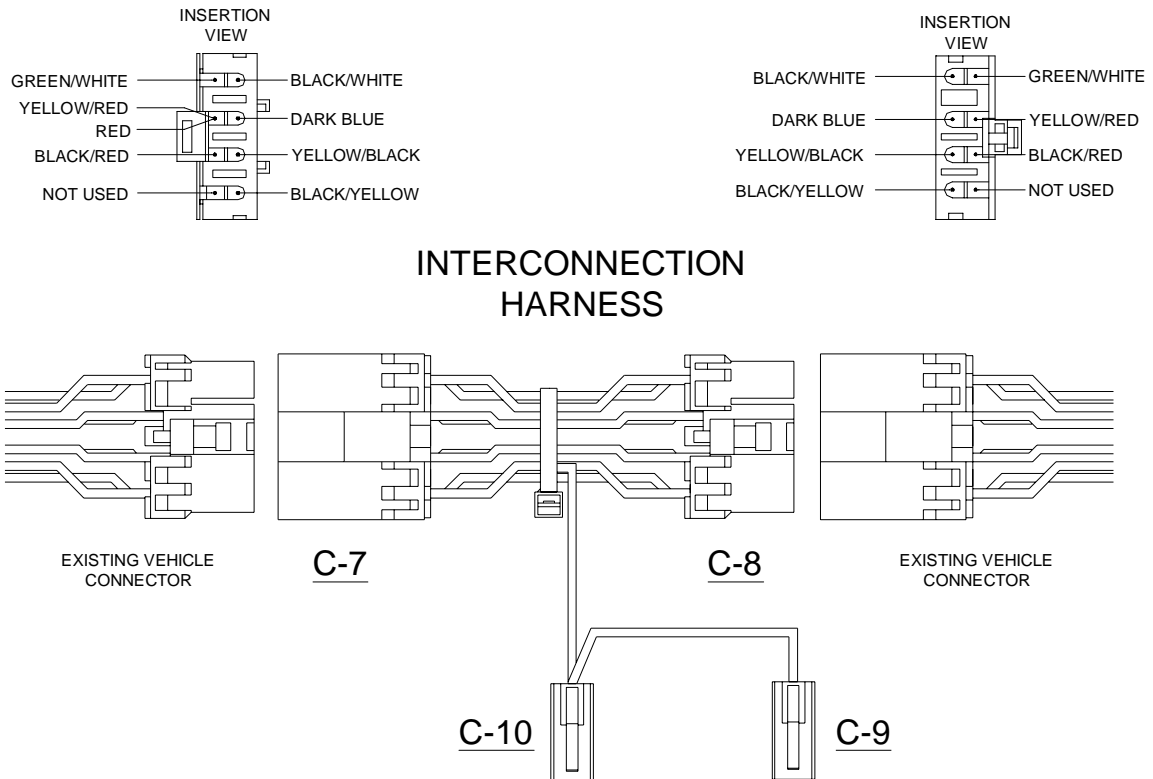 INSERTION
VIEW
GREEN/WHITE
BLACK/WHITE
YELLOW/RED
RED
DARK BLUE
BLACK/RED
YELLOW/BLACK
NOT USED
BLACK/YELLOW
INSERTION
VIEW
BLACK/WHITE
GREEN/WHITE
DARK BLUE
YELLOW/RED
YELLOW/BLACK
BLACK/RED
BLACK/YELLOW
NOT USED
INTERCONNECTION
HARNESS
EXISTING VEHICLE
CONNECTOR
C-7
C-8
EXISTING VEHICLE
CONNECTOR
C-10
C-9